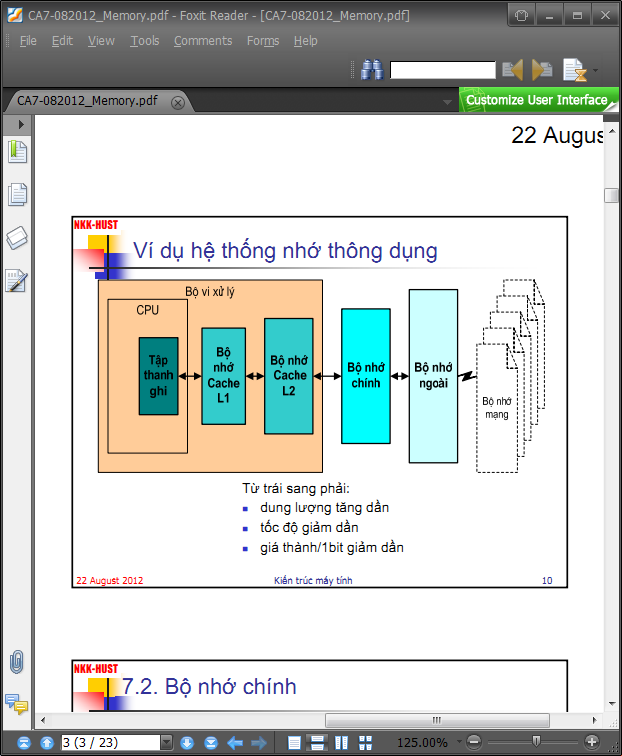 CA7-082012_Memory.pdf - Foxit Reader - [CA7-082012_Memory.pdf]
File Edit View Tools Comments Forms Help
CA7-082012_Memory.pdf
Customize User Interface
22 Augus
NKK-HUST
Ví dụ hệ thống nhớ thông dụng
Bộ vi xử lý
CPU
Tập
thanh
ghi
Bộ
nhớ
Cache
L1
Bộ nhớ
Cache
L2
Bộ nhớ
chính
Bộ nhớ
ngoài
Bộ nhớ
mạng
Từ trái sang phải:
dung lượng tăng dần
tốc độ giảm dần
giá thành/1bit giảm dần
22 August 2012
Kiến trúc máy tính
10
NKK-HUST
7.2. Bộ nhớ chính
3 (3 / 23)
125.00%